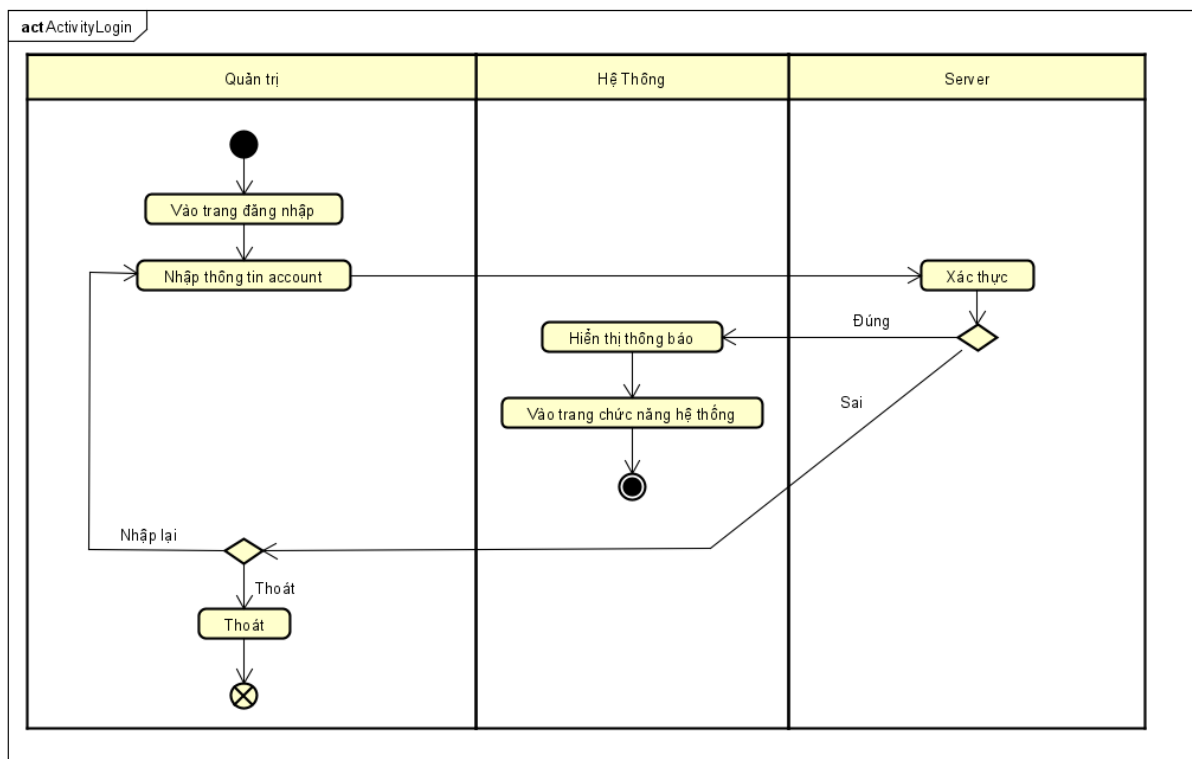 act ActivityLogin
Quản trị
Hệ Thông
Server
Vào trang đăng nhập
Nhập thông tin account
Xác thực
Đúng
Hiển thị thông báo
Sai
Vào trang chức năng hệ thống
Nhập lại
Thoát
Thoát